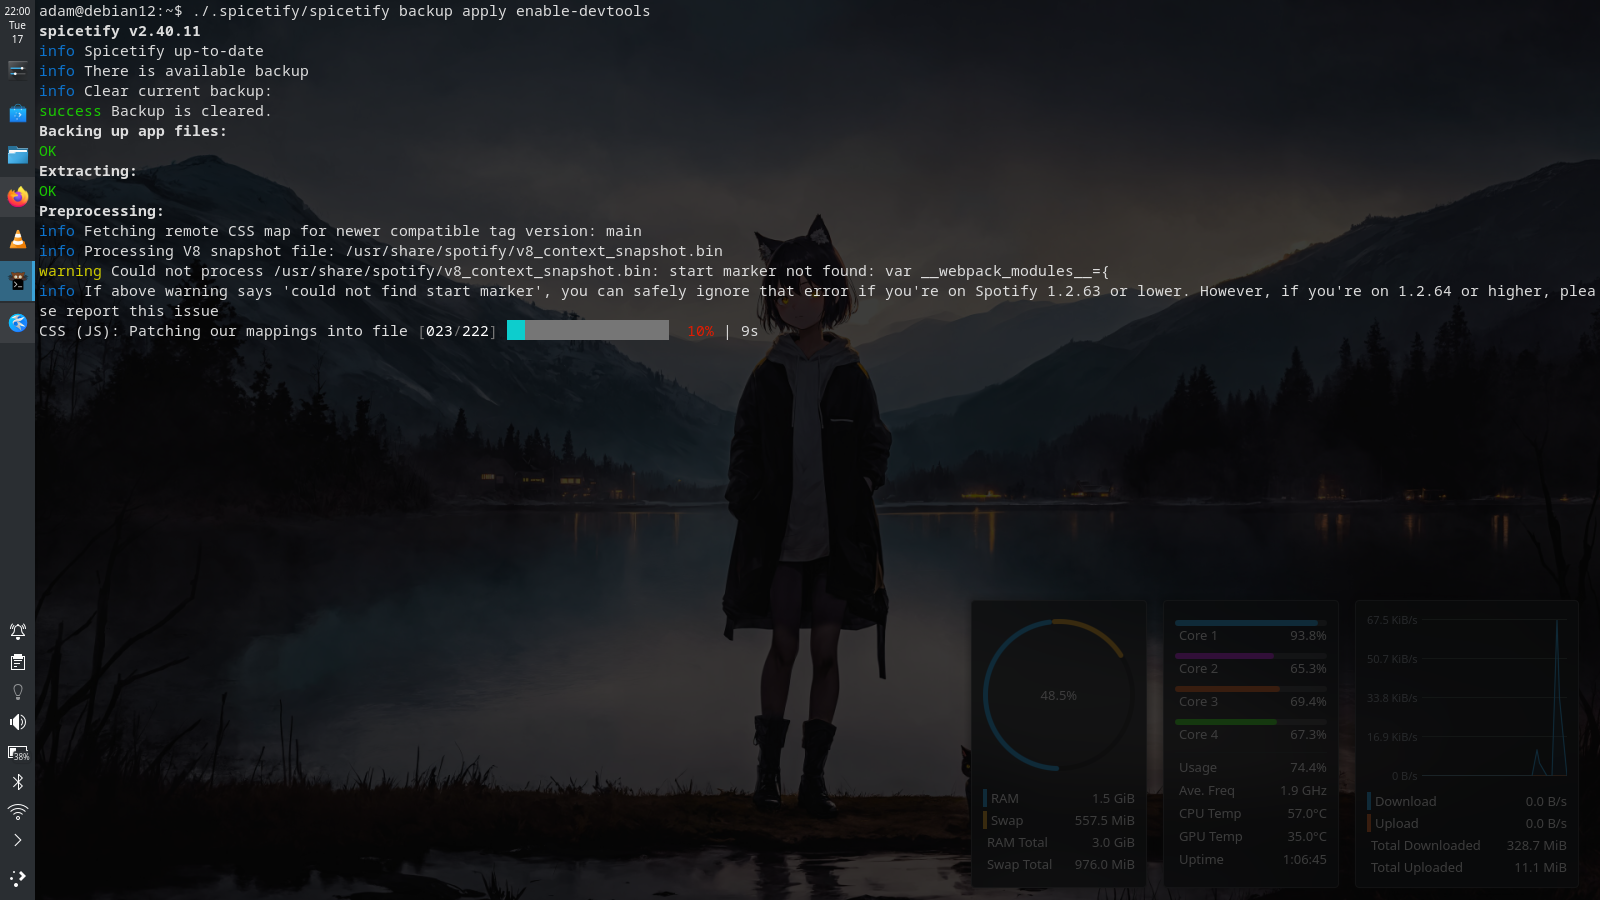 22:00
Tue
17
adam@debian12:~$ ./.spicetify/spicetify backup apply enable-devtools
spicetify v2.40.11
info Spicetify up-to-date
info There is available backup
info Clear current backup:
success Backup is cleared.
Backing up app files:
OK
Extracting:
OK
Preprocessing:
info Fetching remote CSS map for newer compatible tag version: main
info Processing V8 snapshot file: /usr/share/spotify/v8_context_snapshot.bin
warning Could not process /usr/share/spotify/v8_context_snapshot.bin: start marker not found: var __webpack_modules__={
info If above warning says 'could not find start marker', you can safely ignore that error if you're on Spotify 1.2.63 or lower. However, if you're on 1.2.64 or higher, plea
se report this issue
CSS (JS): Patching our mappings into file [023/222] 10% | 9s
38%
48.5%
RAM 1.5 GiB
Swap 557.5 MiB
RAM Total 3.0 GiB
Swap Total 976.0 MiB
Core 1 93.8%
Core 2 65.3%
Core 3 69.4%
Core 4 67.3%
Usage 74.4%
Ave. Freq 1.9 GHz
CPU Temp 57.0°C
GPU Temp 35.0°C
Uptime 1:06:45
67.5 KiB/s
50.7 KiB/s
33.8 KiB/s
16.9 KiB/s
0 B/s
Download 0.0 B/s
Upload 0.0 B/s
Total Downloaded 328.7 MiB
Total Uploaded 11.1 MiB